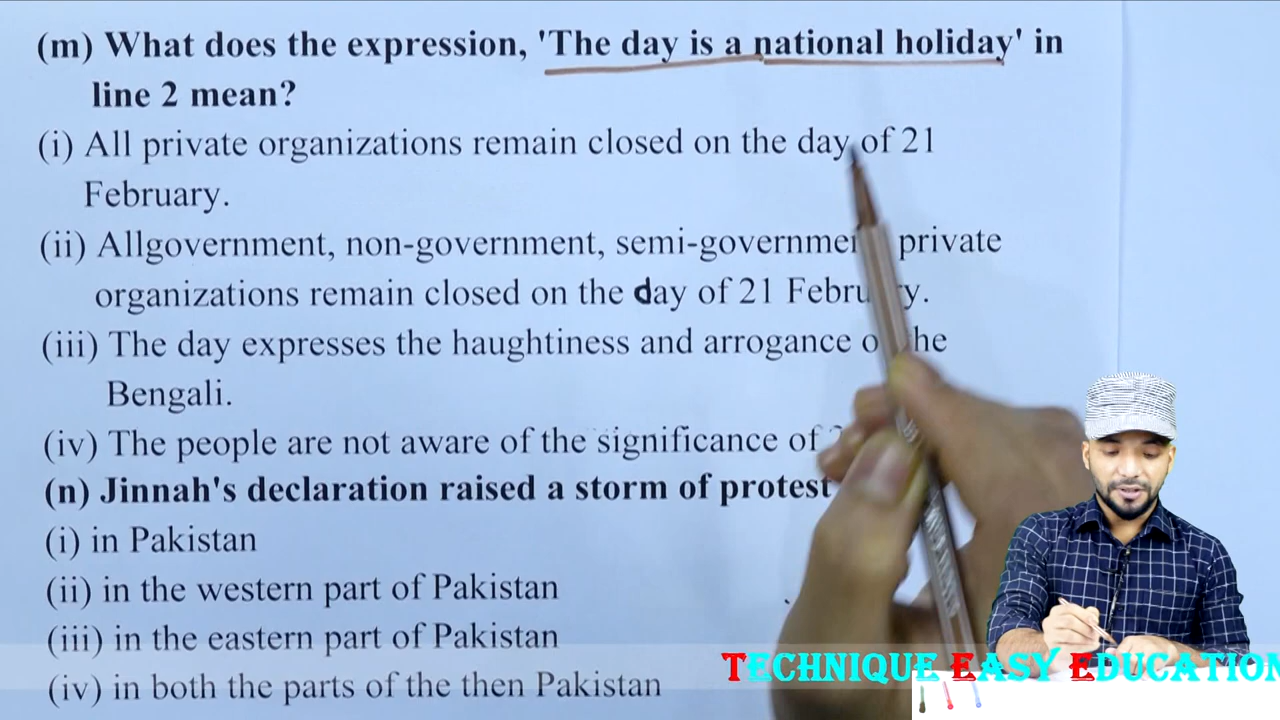 (m) What does the expression, 'The day is a national holiday' in
line 2 mean?
(i) All private organizations remain closed on the day of 21
February.
(ii) Allgovernment, non-government, semi-governmen private
organizations remain closed on the day of 21 Febru y.
(iii) The day expresses the haughtiness and arrogance o he
Bengali.
(iv) The people are not aware of the significance of
(n) Jinnah's declaration raised a storm of protest
(i) in Pakistan
(ii) in the western part of Pakistan
(iii) in the eastern part of Pakistan
(iv) in both the parts of the then Pakistan
TECHNIQUE EASY EDUCATION